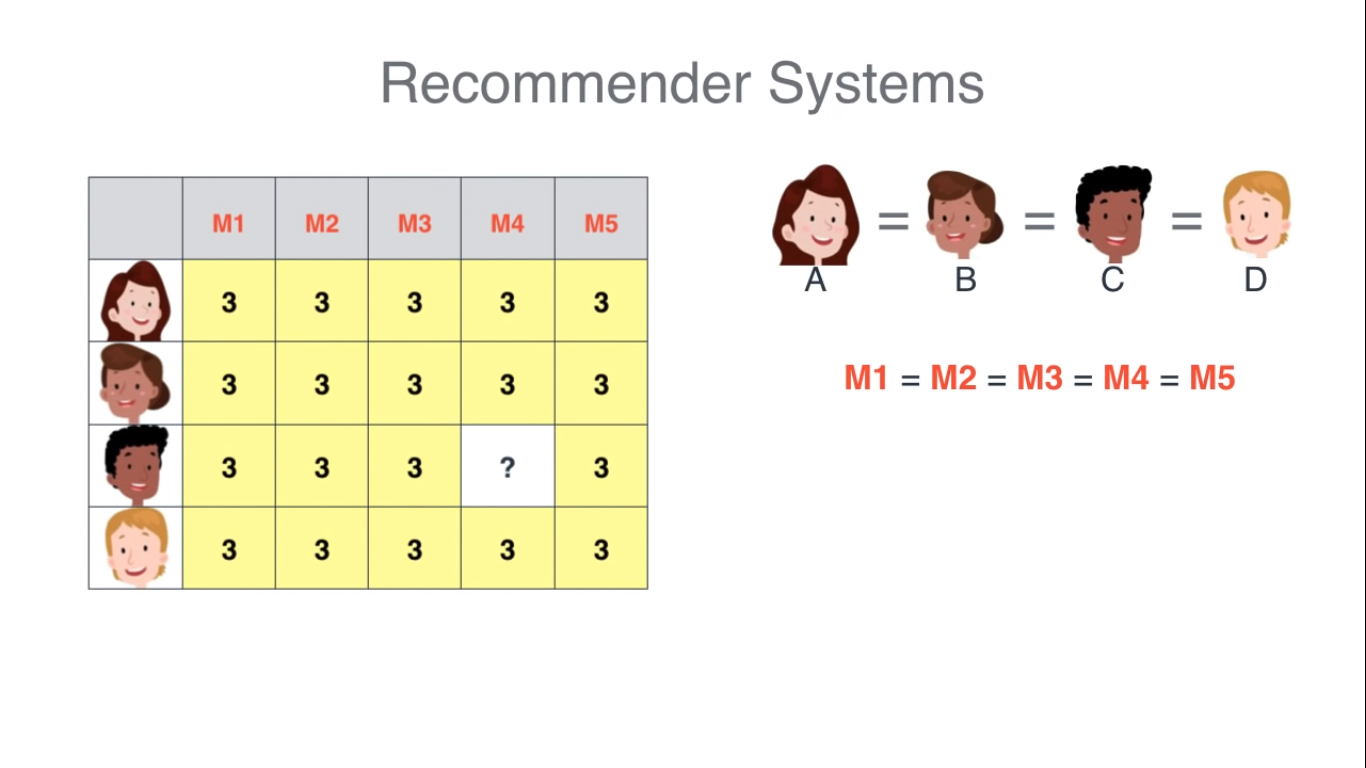 Recommender Systems
M1 M2 M3 M4 M5
3 3 3 3 3
3 3 3 3 3
3 3 3 ? 3
3 3 3 3 3
= = =
A B C D
M1 = M2 = M3 = M4 = M5